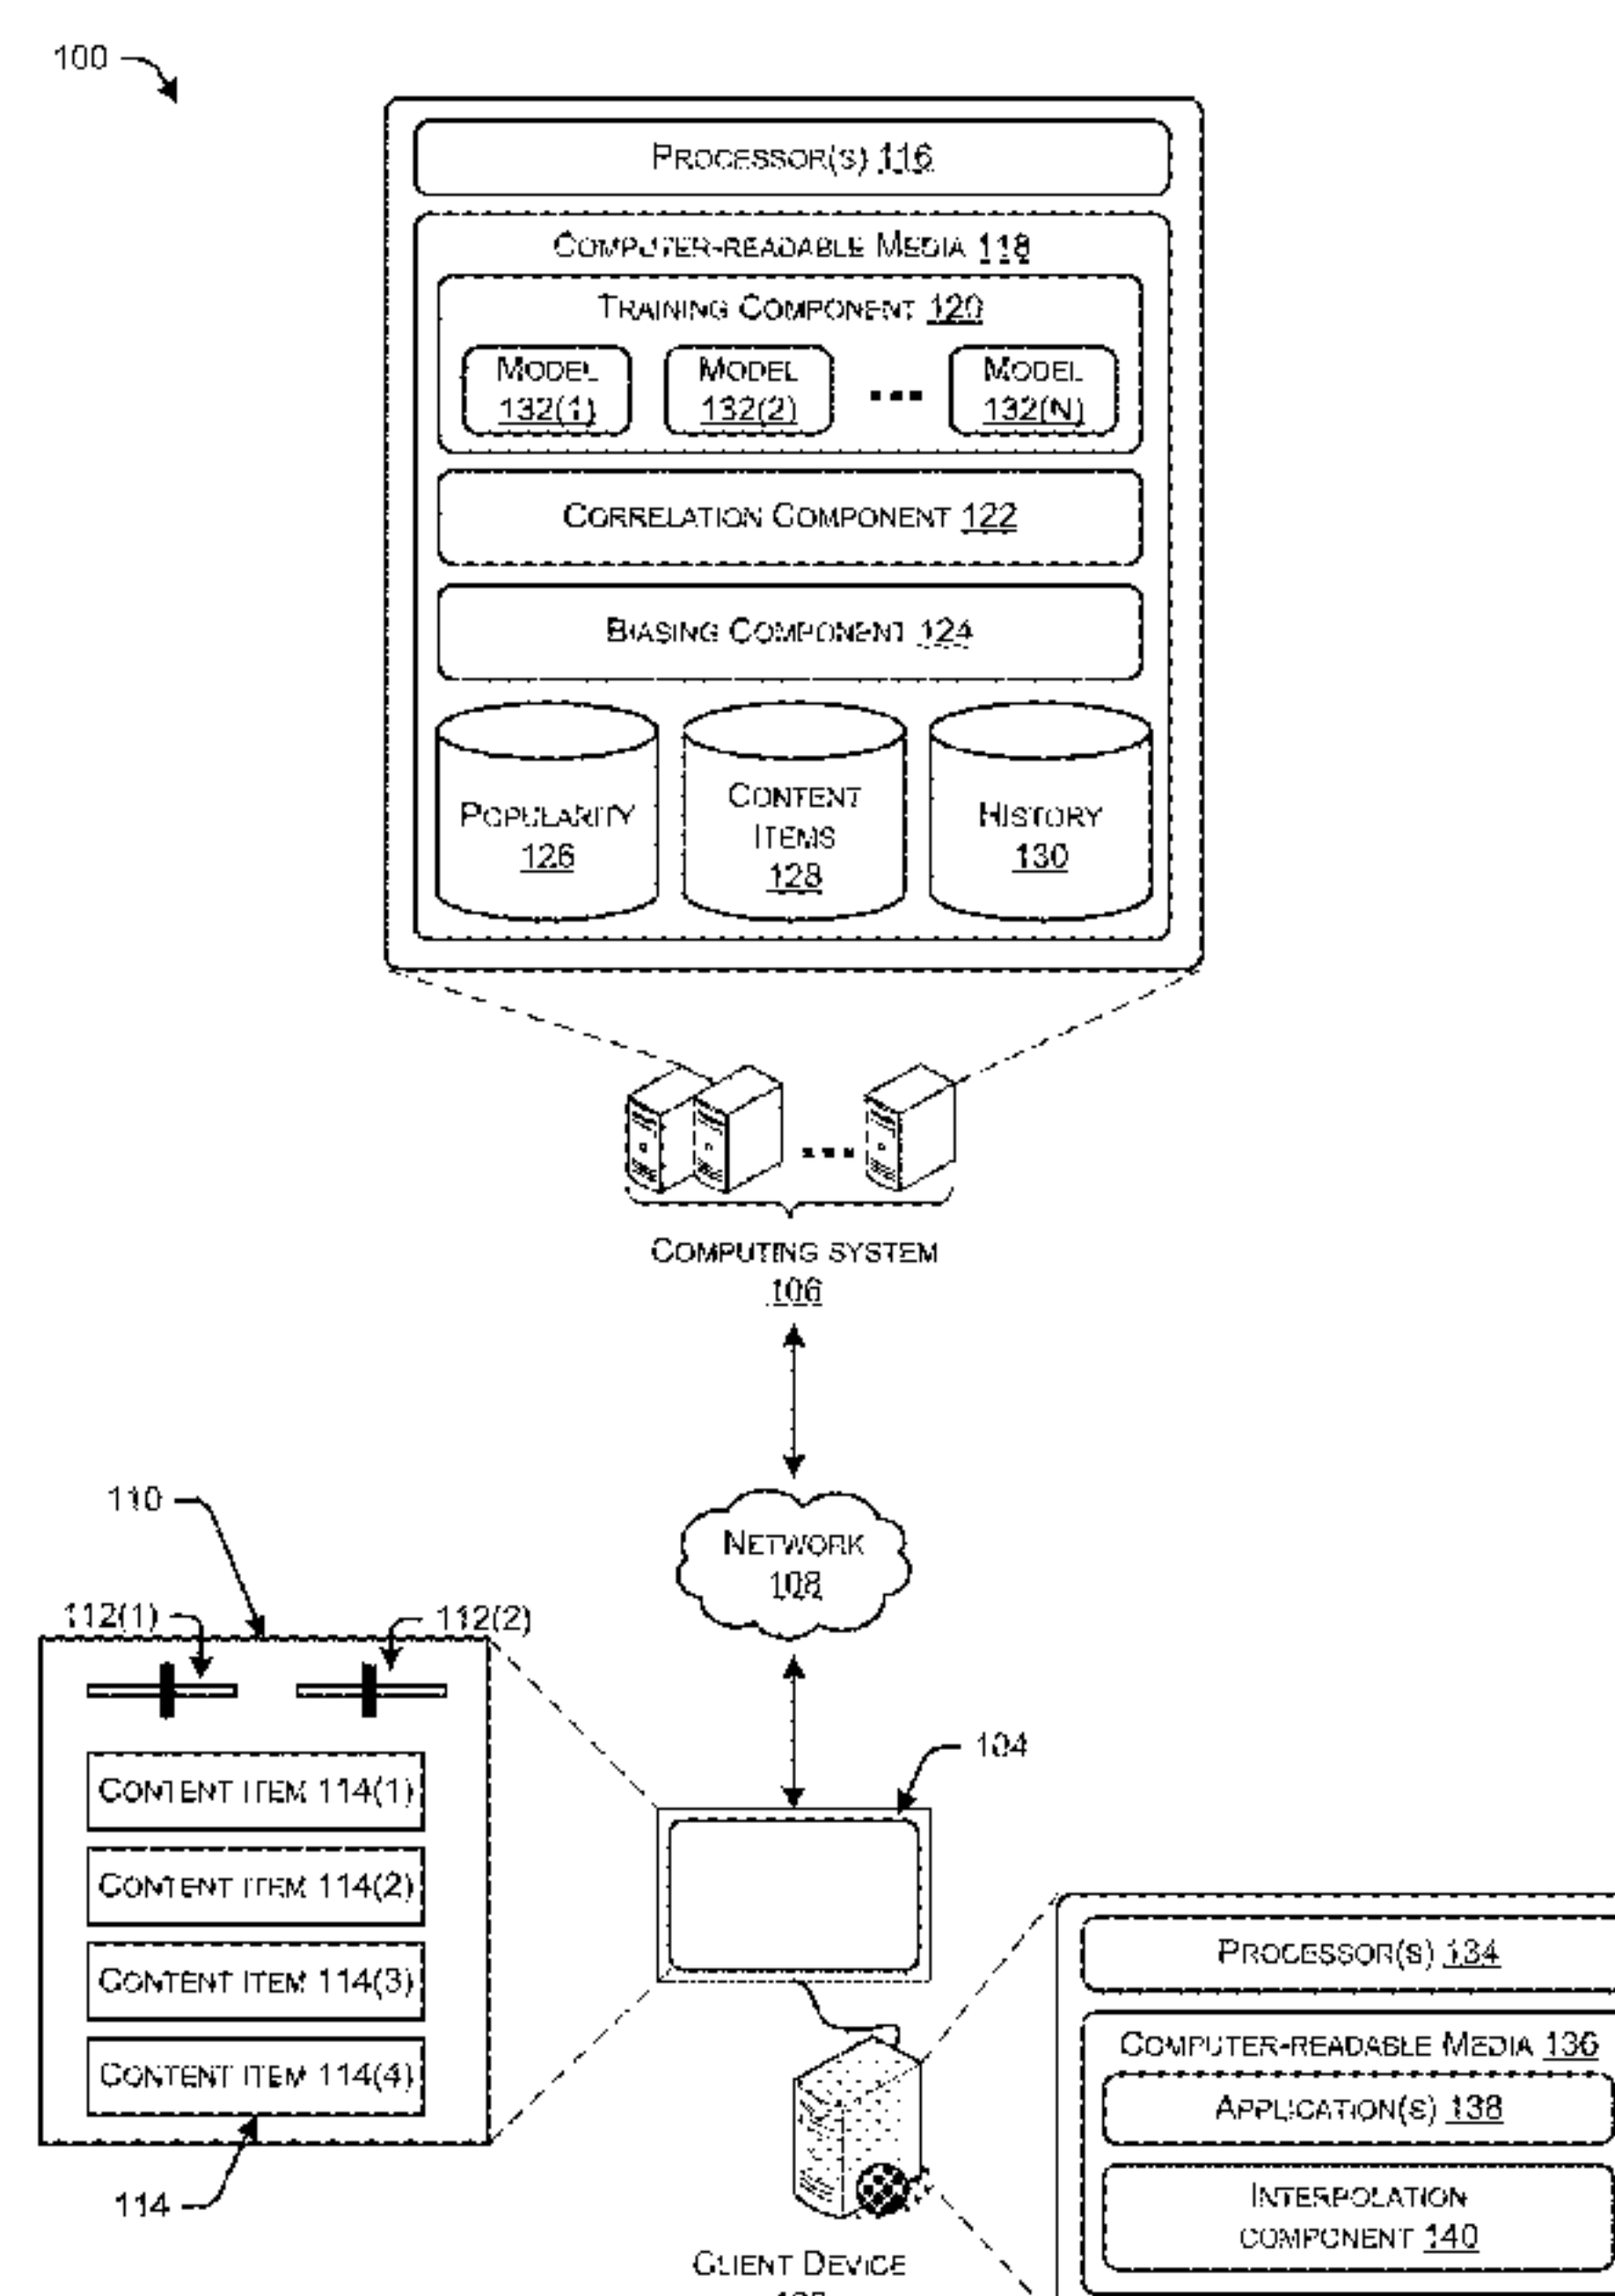 100
PROCESSOR(S) 116
COMPUTER-READABLE MEDIA 118
TRAINING COMPONENT 120
MODEL
132(1)
MODEL
132(2)
MODEL
132(N)
CORRELATION COMPONENT 122
BIASING COMPONENT 124
POPULARITY
126
CONTENT
ITEMS
128
HISTORY
130
COMPUTING SYSTEM
106
110
NETWORK
108
112(1)
112(2)
104
CONTENT ITEM 114(1)
CONTENT ITEM 114(2)
CONTENT ITEM 114(3)
CONTENT ITEM 114(4)
114
PROCESSOR(S) 134
COMPUTER-READABLE MEDIA 136
APPLICATION(S) 138
INTERPOLATION
COMPONENT 140
CLIENT DEVICE